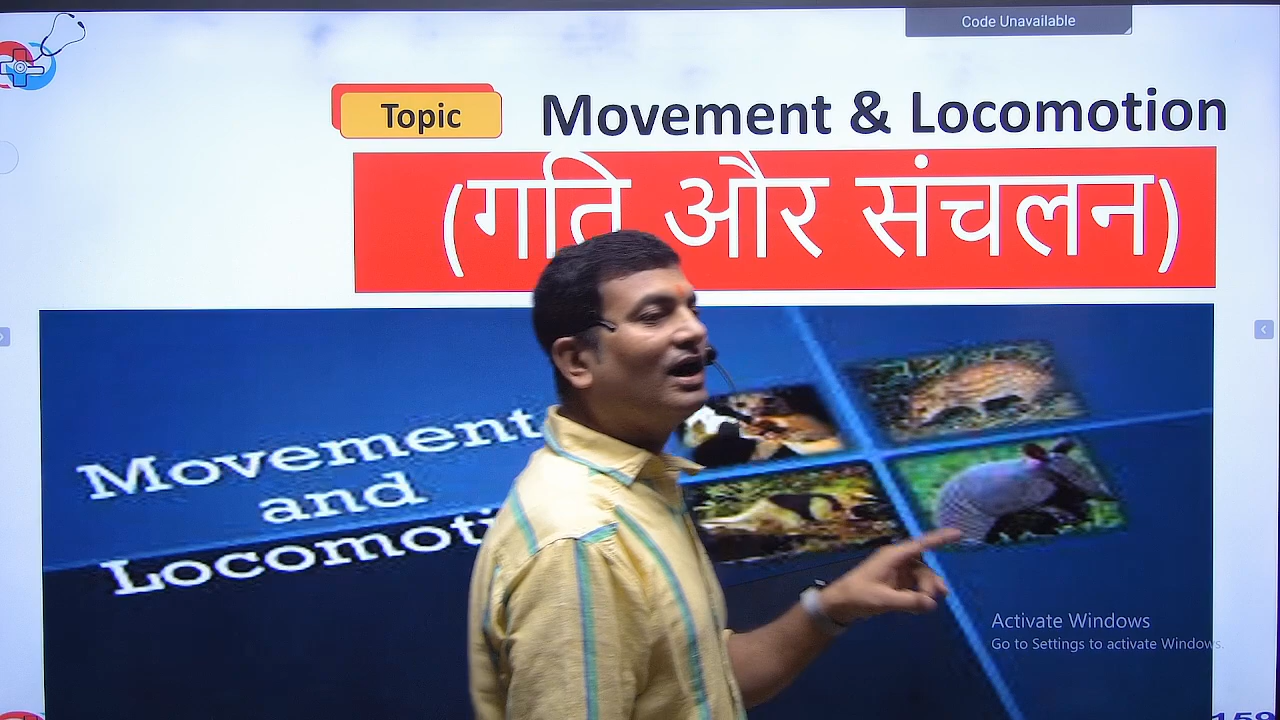 Code Unavailable
Topic
Movement & Locomotion
(गति और संचलन)
Movement
and
Activate Windows
Go to Settings to activate Windows.